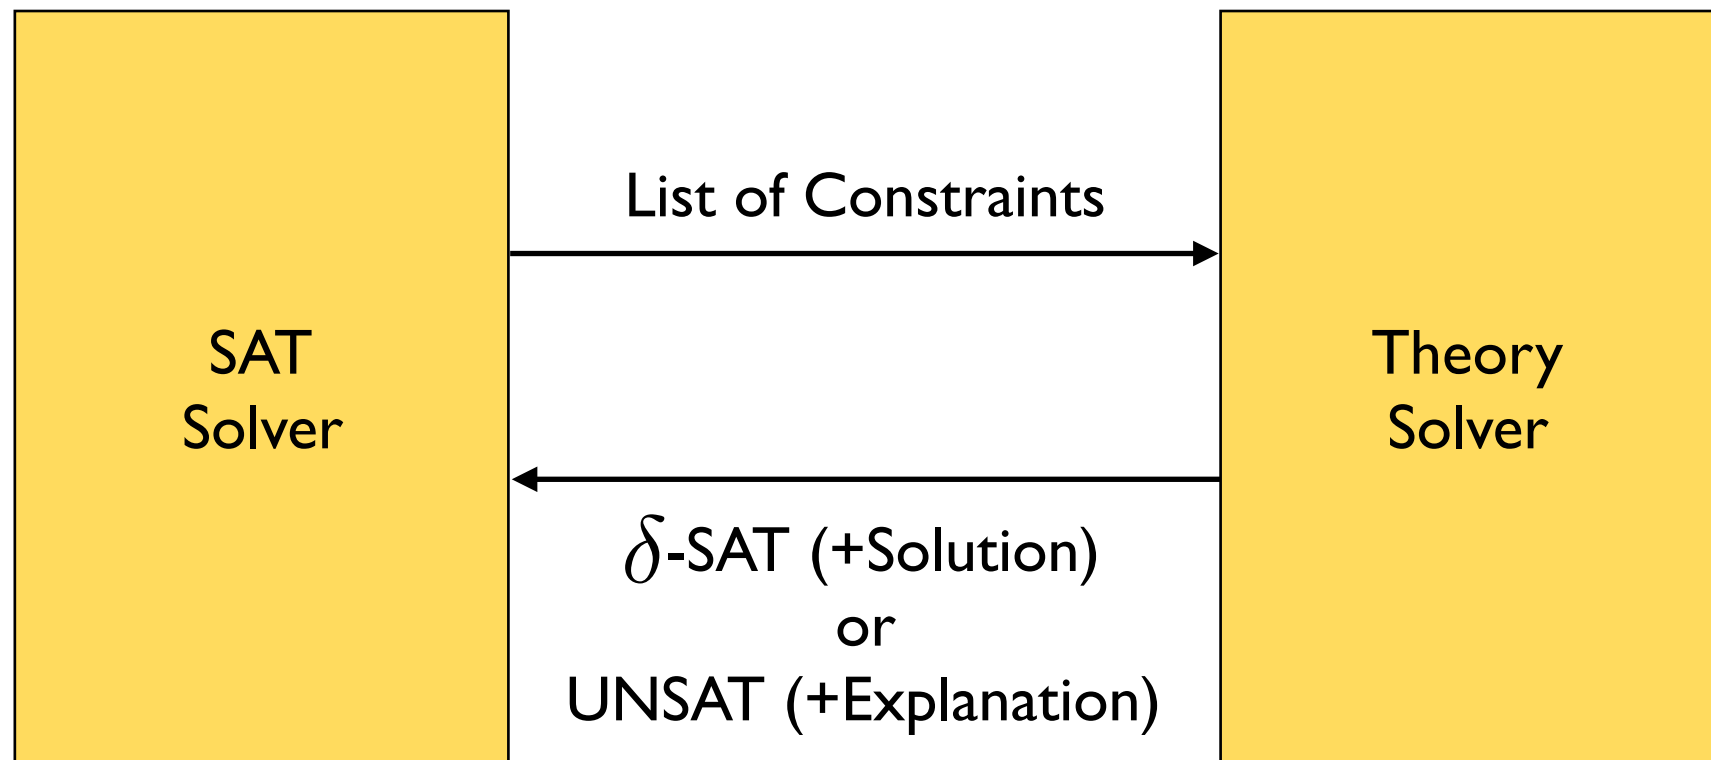 SAT
Solver
List of Constraints
δ-SAT (+Solution)
or
UNSAT (+Explanation)
Theory
Solver